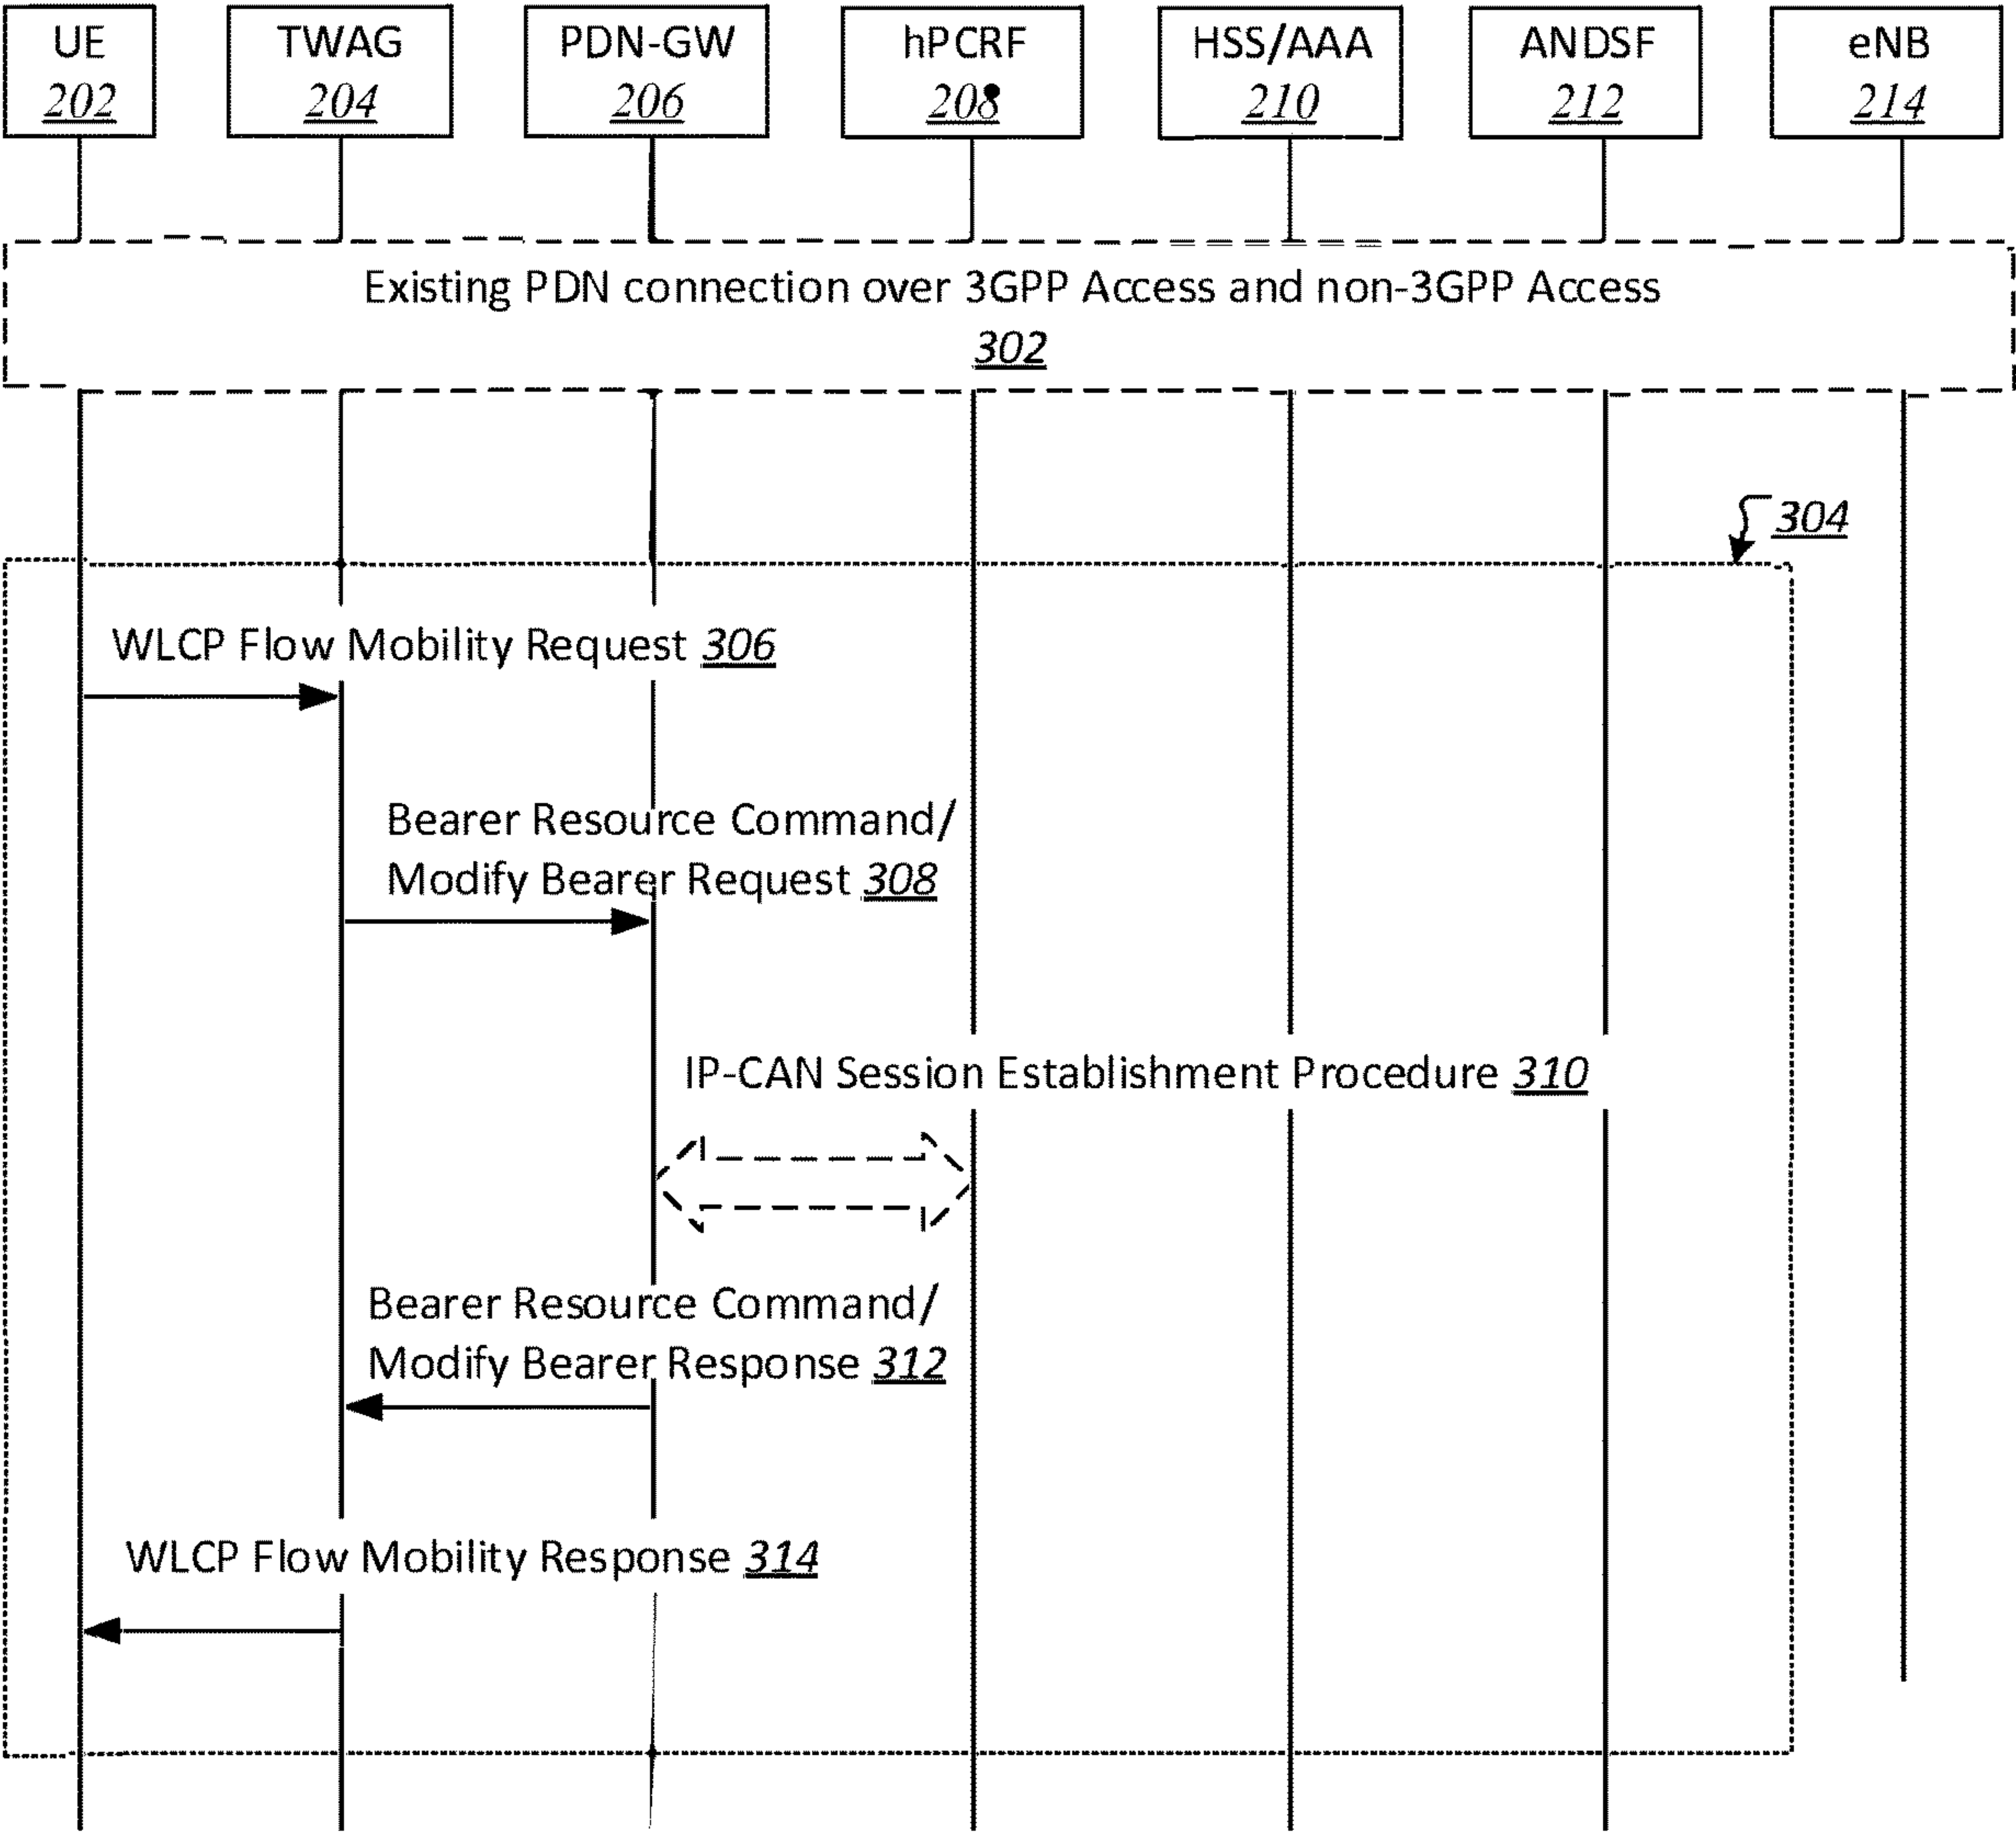 UE TWAG PDN-GW hPCRF HSS/AAA ANDSF eNB
202 204 206 208 210 212 214
Existing PDN connection over 3GPP Access and non-3GPP Access
302
304
WLCP Flow Mobility Request 306
Bearer Resource Command/
Modify Bearer Request 308
IP-CAN Session Establishment Procedure 310
Bearer Resource Command/
Modify Bearer Response 312
WLCP Flow Mobility Response 314